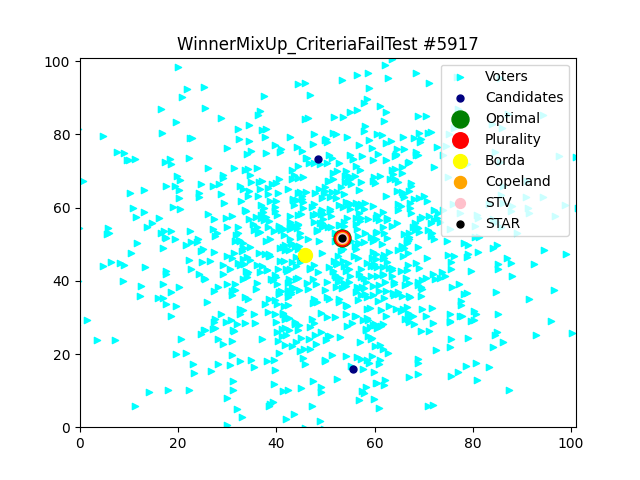 WinnerMixUp_CriteriaFailTest #5917
100
80
60
40
20
0
0 20 40 60 80 100
Voters
Candidates
Optimal
Plurality
Borda
Copeland
STV
STAR